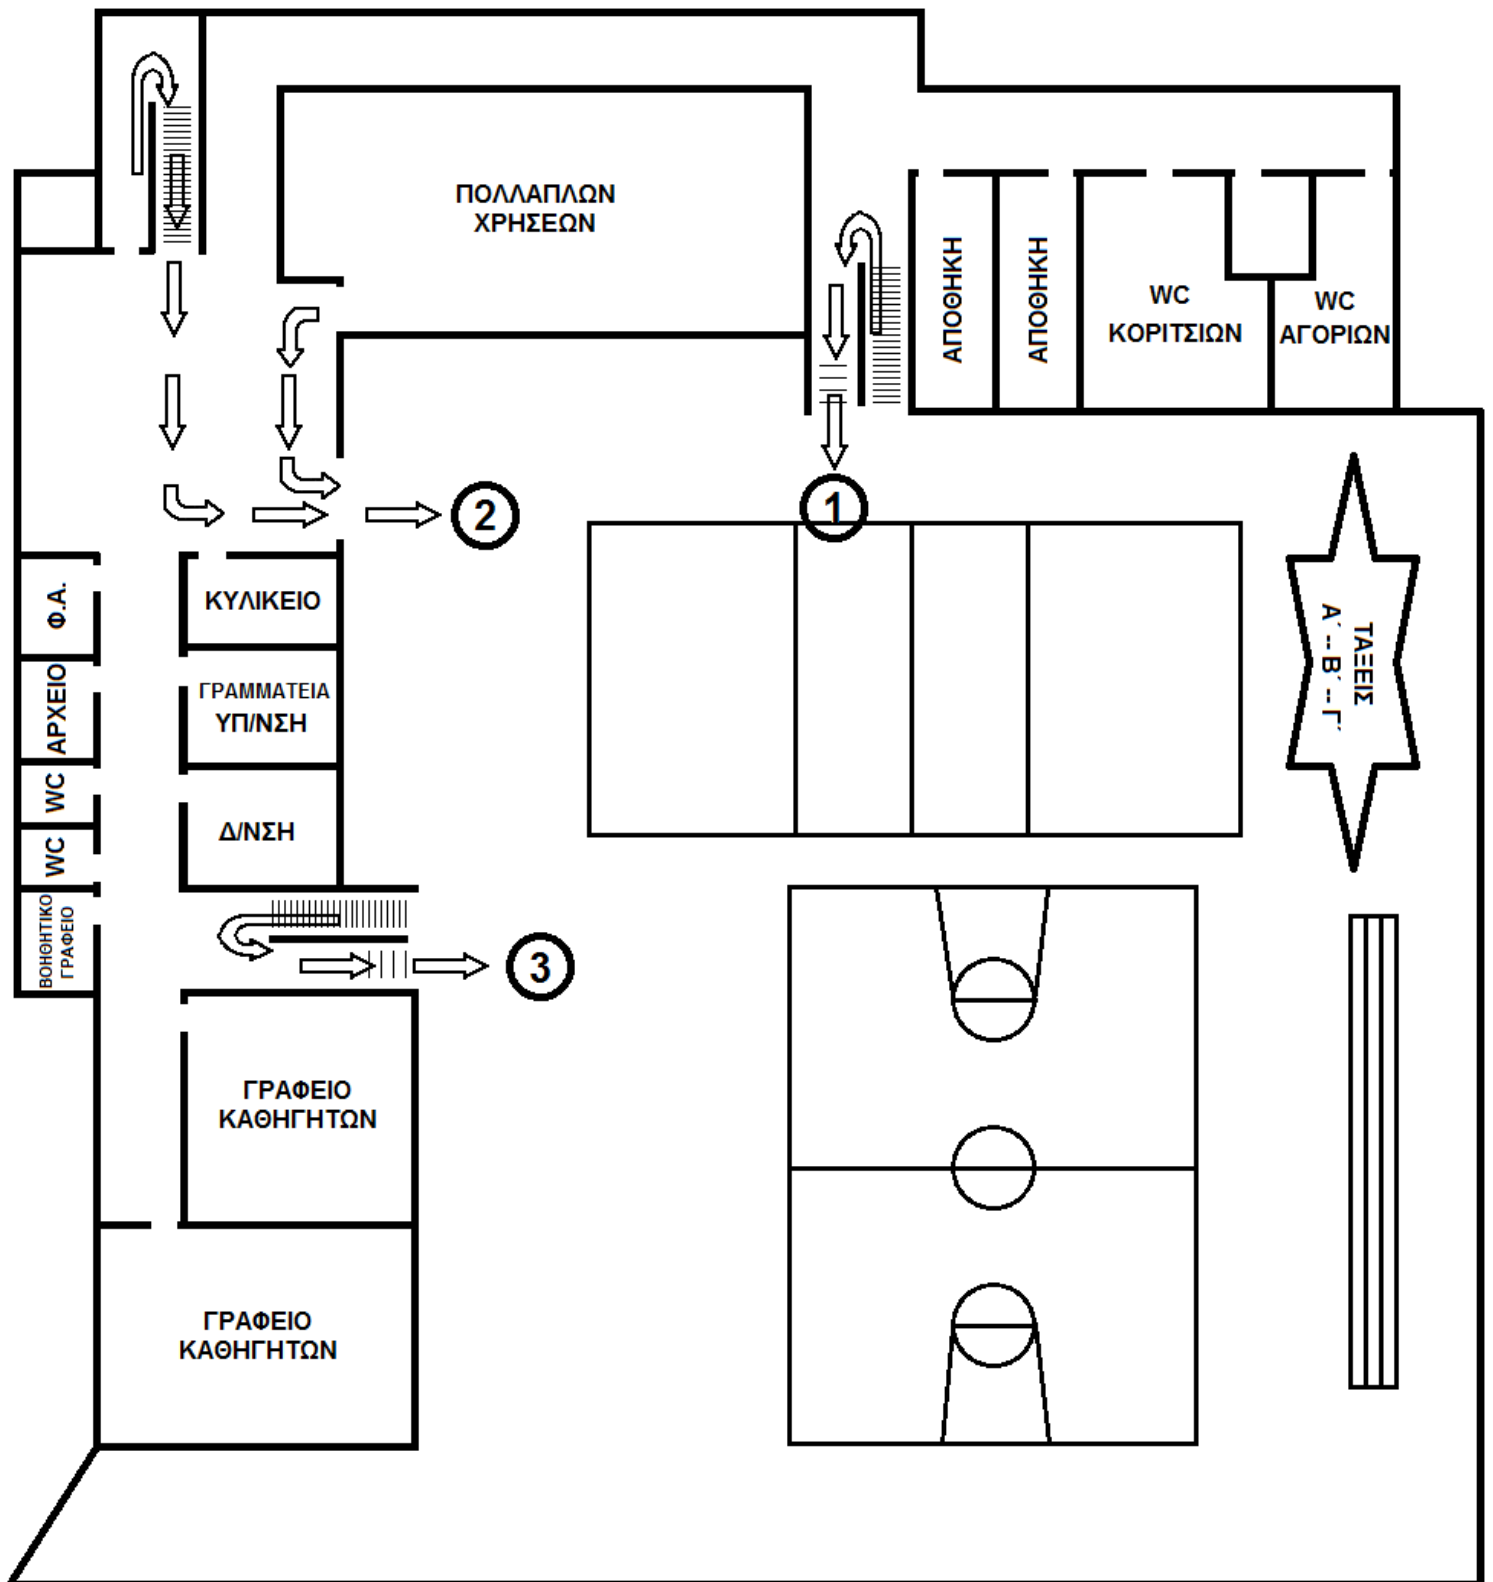 ΠΟΛΛΑΠΛΩΝ
ΧΡΗΣΕΩΝ
ΑΠΟΘΗΚΗ
ΑΠΟΘΗΚΗ
WC
ΚΟΡΙΤΣΙΩΝ
WC
ΑΓΟΡΙΩΝ
2
1
Φ.Α.
ΚΥΛΙΚΕΙΟ
ΑΡΧΕΙΟ
ΓΡΑΜΜΑΤΕΙΑ
ΥΠ/ΝΣΗ
ΤΑΞΕΙΣ
Α΄ -- Β΄ -- Γ΄
WC
Δ/ΝΣΗ
WC
ΒΟΗΘΗΤΙΚΟ
ΓΡΑΦΕΙΟ
3
ΓΡΑΦΕΙΟ
ΚΑΘΗΓΗΤΩΝ
ΓΡΑΦΕΙΟ
ΚΑΘΗΓΗΤΩΝ